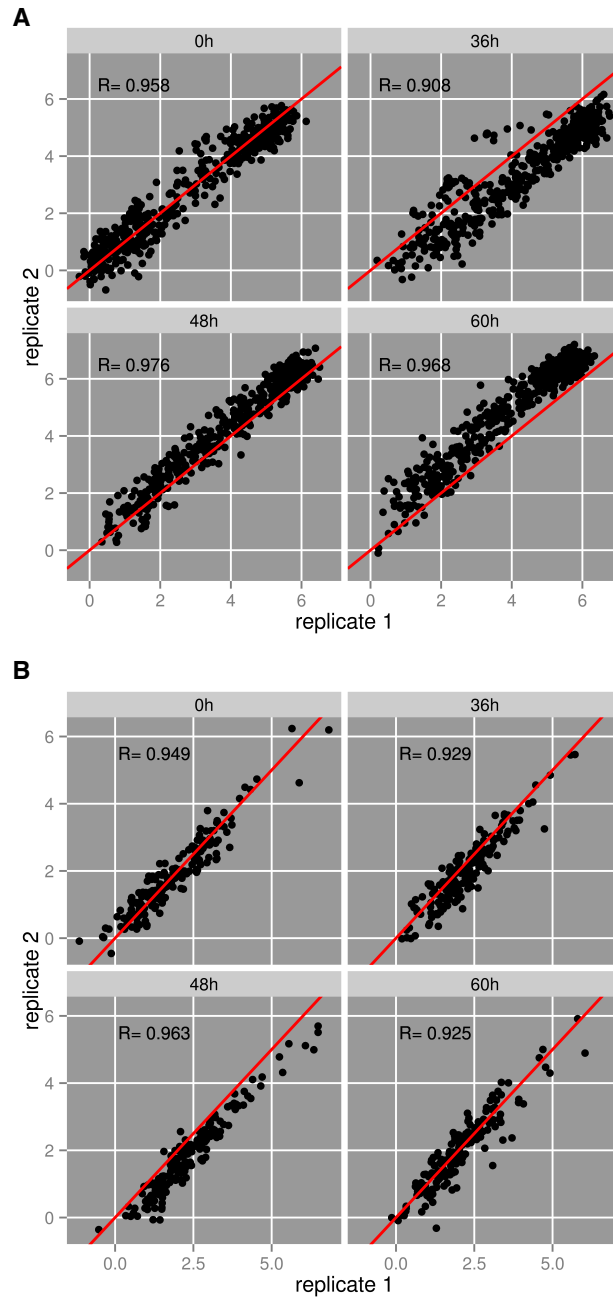 A
0h 36h
R= 0.958 R= 0.908
6
4
2
0
48h 60h
R= 0.976 R= 0.968
6
4
2
0
replicate 2
0 2 4 6 0 2 4 6
replicate 1
B
0h 36h
R= 0.949 R= 0.929
6
4
2
0
48h 60h
R= 0.963 R= 0.925
6
4
2
0
replicate 2
0.0 2.5 5.0 0.0 2.5 5.0
replicate 1